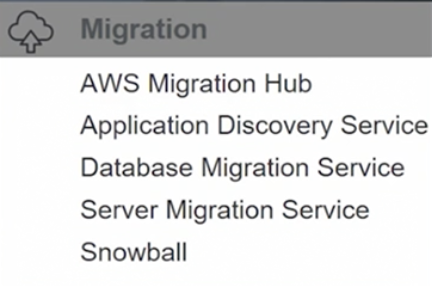 Migration
AWS Migration Hub
Application Discovery Service
Database Migration Service
Server Migration Service
Snowball